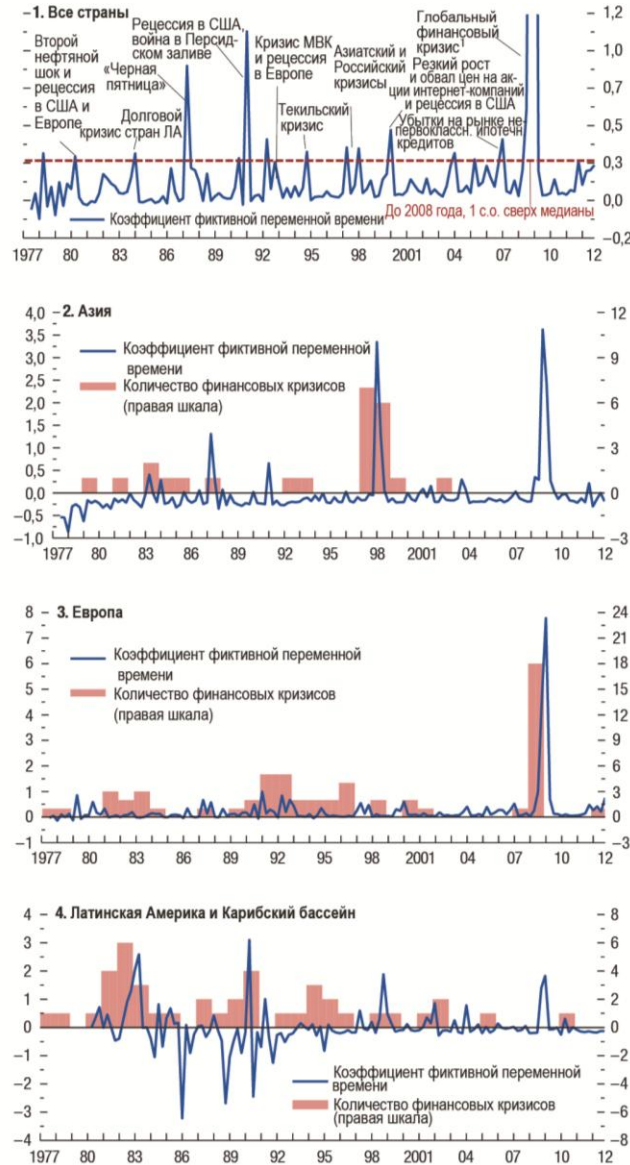 1. Все страны
Второй
нефтяной
шок и
рецессия
в США и
Европе
«Черная
пятница»
Долговой
кризис стран ЛА
Рецессия в США,
война в Персид-
ском заливе
Кризис МВК
и рецессия
в Европе
Текильский
кризис
Азиатский и
Российский
кризисы
Глобальный
финансовый
кризис¹
Резкий рост
и обвал цен на ак-
ции интернет-компаний
и рецессия в США
Убытки на рынке не-
первоклассн. ипотечн.
кредитов
Коэффициент фиктивной переменной времени
До 2008 года, 1 с.о. сверх медианы
1,2
1,0
0,7
0,5
0,3
0,0
–0,2
1977 80 83 86 89 92 95 98 2001 04 07 10 12
2. Азия
Коэффициент фиктивной переменной
времени
Количество финансовых кризисов
(правая шкала)
4,0 12
3,5
3,0 9
2,5
2,0 6
1,5
1,0 3
0,5
0,0 0
–0,5
–1,0 –3
1977 80 83 86 89 92 95 98 2001 04 07 10 12
3. Европа
Коэффициент фиктивной переменной
времени
Количество финансовых кризисов
(правая шкала)
8 24
7 21
6 18
5 15
4 12
3 9
2 6
1 3
0 0
–1 –3
1977 80 83 86 89 92 95 98 2001 04 07 10 12
4. Латинская Америка и Карибский бассейн
4 8
3 6
2 4
1 2
0 0
–1 –2
–2 –4
–3 –6
–4 –8
Коэффициент фиктивной переменной
времени
Количество финансовых кризисов
(правая шкала)
1977 80 83 86 89 92 95 98 2001 04 07 10 12